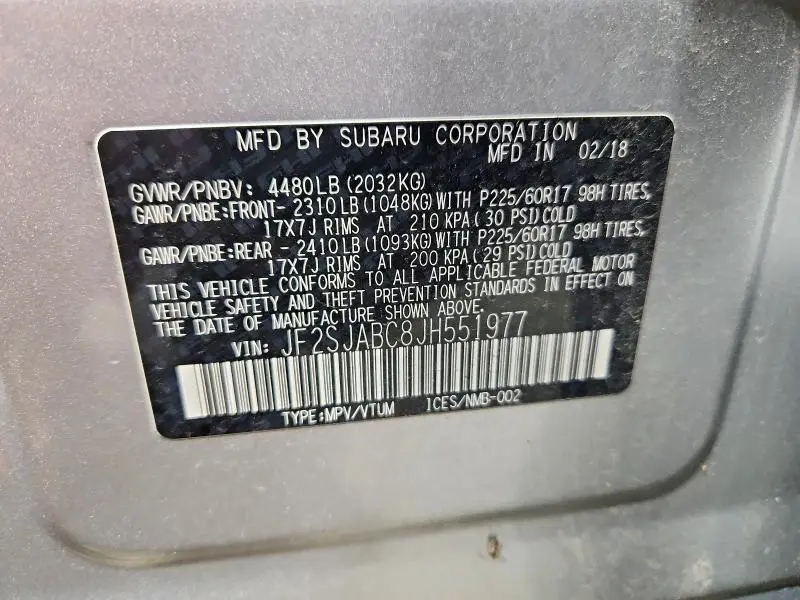 MFD BY SUBARU CORPORATION
MFD IN 02/18
GVWR/PNBV: 4480LB (2032KG)
GAWR/PNBE:FRONT- 2310LB (1048KG) WITH P225/60R17 98H TIRES,
17X7J RIMS AT 210 KPA (30 PSI) COLD
GAWR/PNBE:REAR - 2410LB (1093KG) WITH P225/60R17 98H TIRES,
17X7J RIMS AT 200 KPA (29 PSI) COLD
THIS VEHICLE CONFORMS TO ALL APPLICABLE FEDERAL MOTOR
VEHICLE SAFETY AND THEFT PREVENTION STANDARDS IN EFFECT ON
THE DATE OF MANUFACTURE SHOWN ABOVE.
VIN: JF2SJABC8JH551977
TYPE:MPV/VTUM ICES/NMB-002